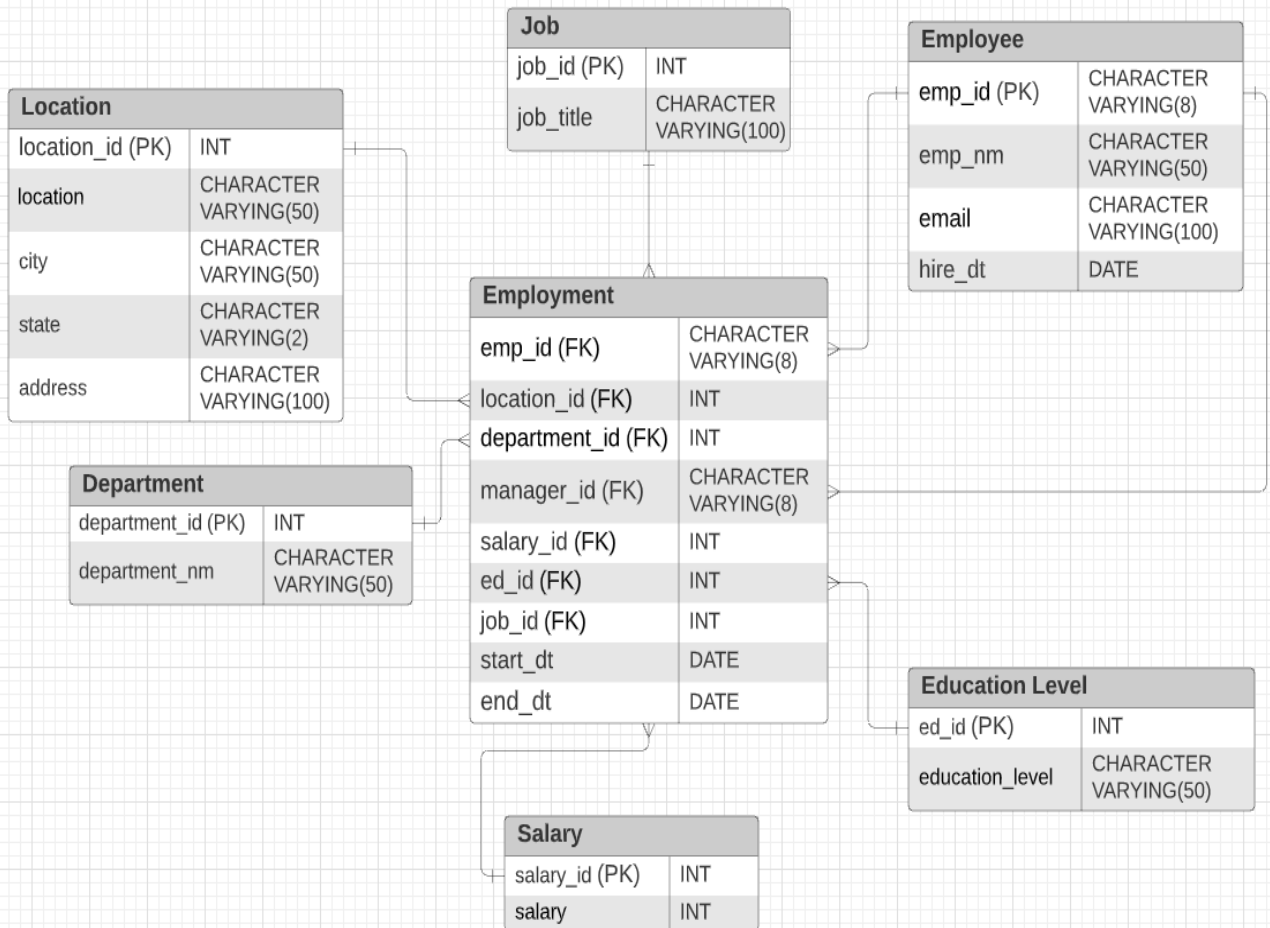 Job
job_id (PK) INT
job_title CHARACTER
VARYING(100)
Employee
emp_id (PK) CHARACTER
VARYING(8)
emp_nm CHARACTER
VARYING(50)
email CHARACTER
VARYING(100)
hire_dt DATE
Location
location_id (PK) INT
location CHARACTER
VARYING(50)
city CHARACTER
VARYING(50)
state CHARACTER
VARYING(2)
address CHARACTER
VARYING(100)
Employment
emp_id (FK) CHARACTER
VARYING(8)
location_id (FK) INT
department_id (FK) INT
manager_id (FK) CHARACTER
VARYING(8)
salary_id (FK) INT
ed_id (FK) INT
job_id (FK) INT
start_dt DATE
end_dt DATE
Department
department_id (PK) INT
department_nm CHARACTER
VARYING(50)
Education Level
ed_id (PK) INT
education_level CHARACTER
VARYING(50)
Salary
salary_id (PK) INT
salary INT